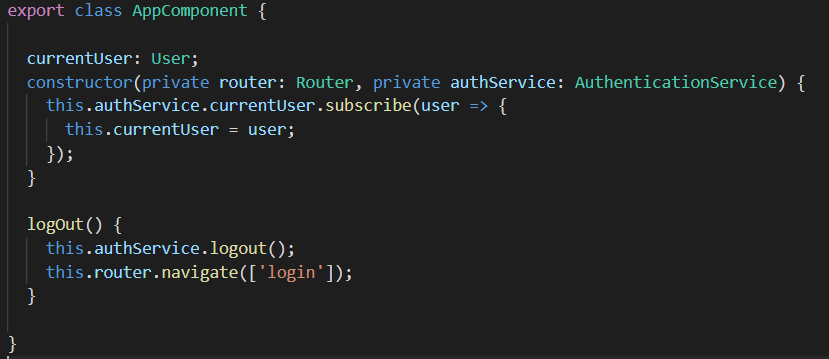 export class AppComponent {
currentUser: User;
constructor(private router: Router, private authService: AuthenticationService) {
this.authService.currentUser.subscribe(user => {
this.currentUser = user;
});
}
logOut() {
this.authService.logout();
this.router.navigate(['login']);
}
}